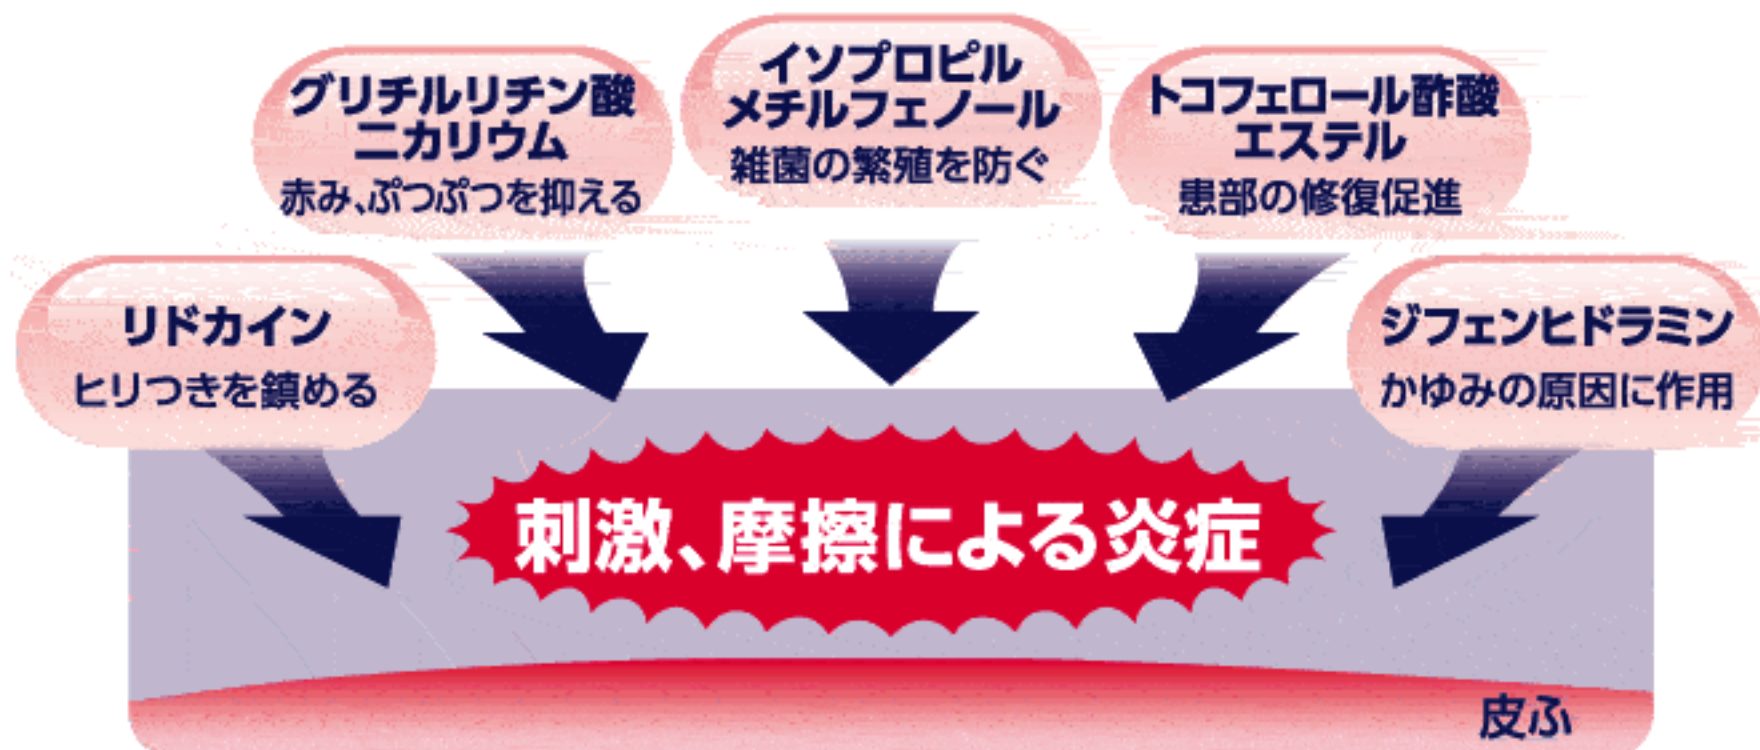 グリチルリチン酸
二カリウム
赤み、ぷつぷつを抑える
イソプロピル
メチルフェノール
雑菌の繁殖を防ぐ
トコフェロール酢酸
エステル
患部の修復促進
リドカイン
ヒリつきを鎮める
ジフェンヒドラミン
かゆみの原因に作用
刺激、摩擦による炎症
皮ふ